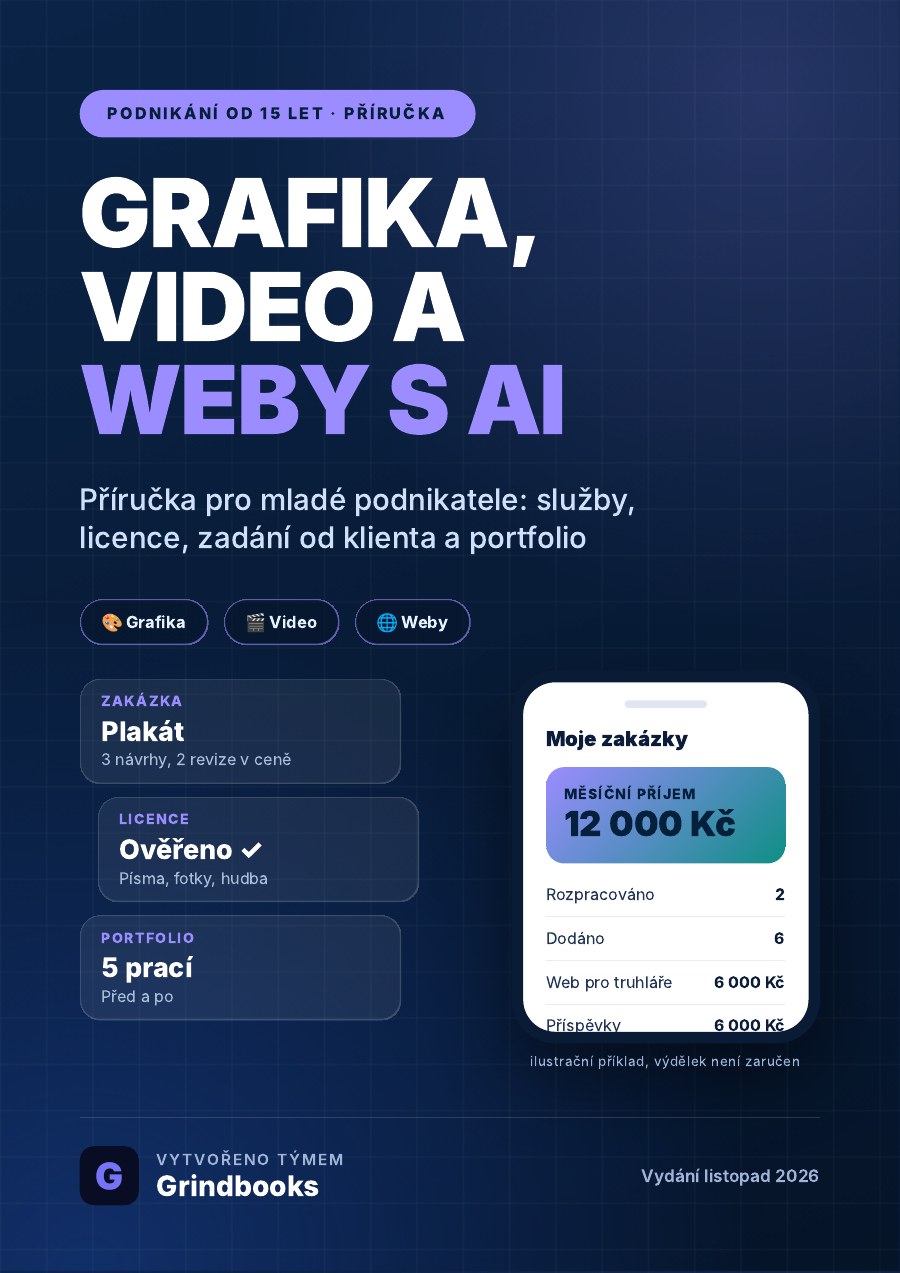 PODNIKÁNÍ OD 15 LET · PŘÍRUČKA
GRAFIKA,
VIDEO A
WEBY S AI
Příručka pro mladé podnikatele: služby,
licence, zadání od klienta a portfolio
🎨 Grafika
🎬 Video
🌐 Weby
ZAKÁZKA
Plakát
3 návrhy, 2 revize v ceně
LICENCE
Ověřeno ✓
Písma, fotky, hudba
PORTFOLIO
5 prací
Před a po
Moje zakázky
MĚSÍČNÍ PŘÍJEM
12 000 Kč
Rozpracováno 2
Dodáno 6
Web pro truhláře 6 000 Kč
Příspěvky 6 000 Kč
ilustrační příklad, výdělek není zaručen
G
VYTVOŘENO TÝMEM
Grindbooks
Vydání listopad 2026